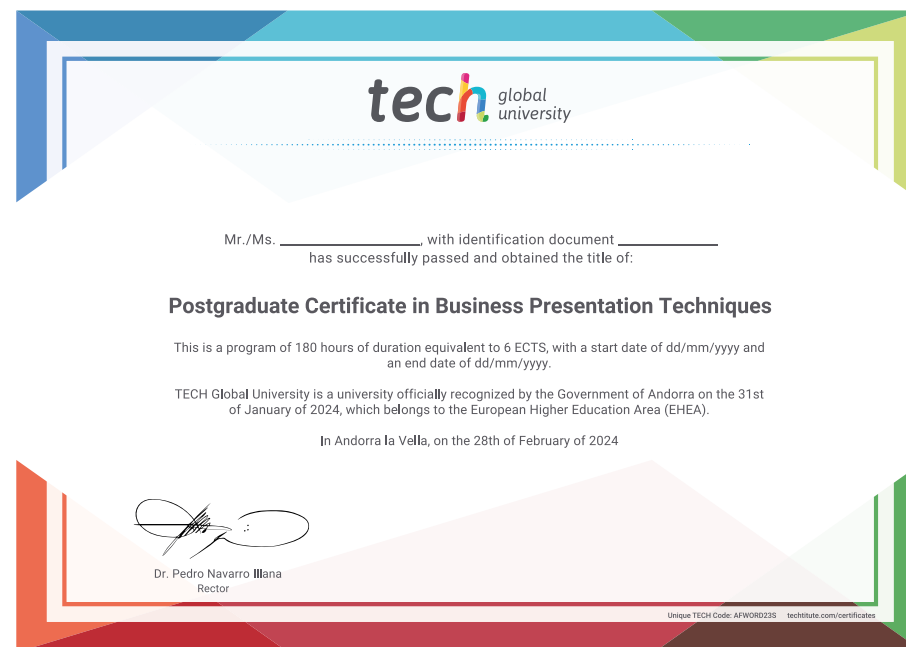 tech global
university
Mr./Ms. ____________, with identification document ____________
has successfully passed and obtained the title of:
Postgraduate Certificate in Business Presentation Techniques
This is a program of 180 hours of duration equivalent to 6 ECTS, with a start date of dd/mm/yyyy and
an end date of dd/mm/yyyy.
TECH Global University is a university officially recognized by the Government of Andorra on the 31st
of January of 2024, which belongs to the European Higher Education Area (EHEA).
In Andorra la Vella, on the 28th of February of 2024
Dr. Pedro Navarro Illana
Rector
Unique TECH Code: AFWORD23S techtitute.com/certificates